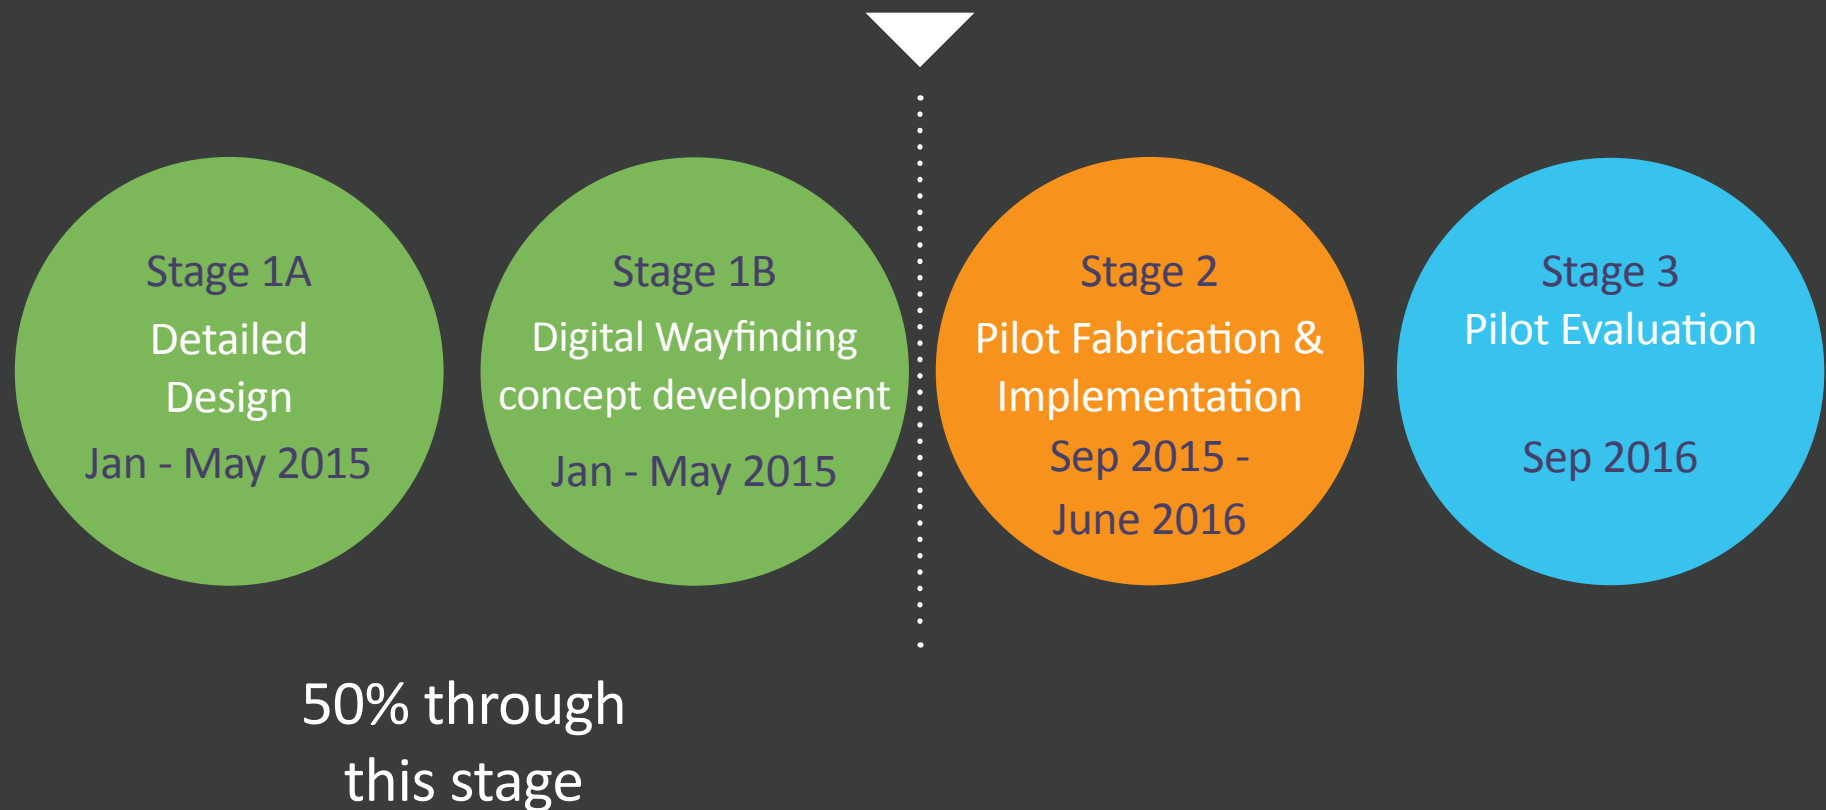 Stage 1A
Detailed
Design
Jan - May 2015
Stage 1B
Digital Wayfinding
concept development
Jan - May 2015
Stage 2
Pilot Fabrication &
Implementation
Sep 2015 -
June 2016
Stage 3
Pilot Evaluation
Sep 2016
50% through
this stage